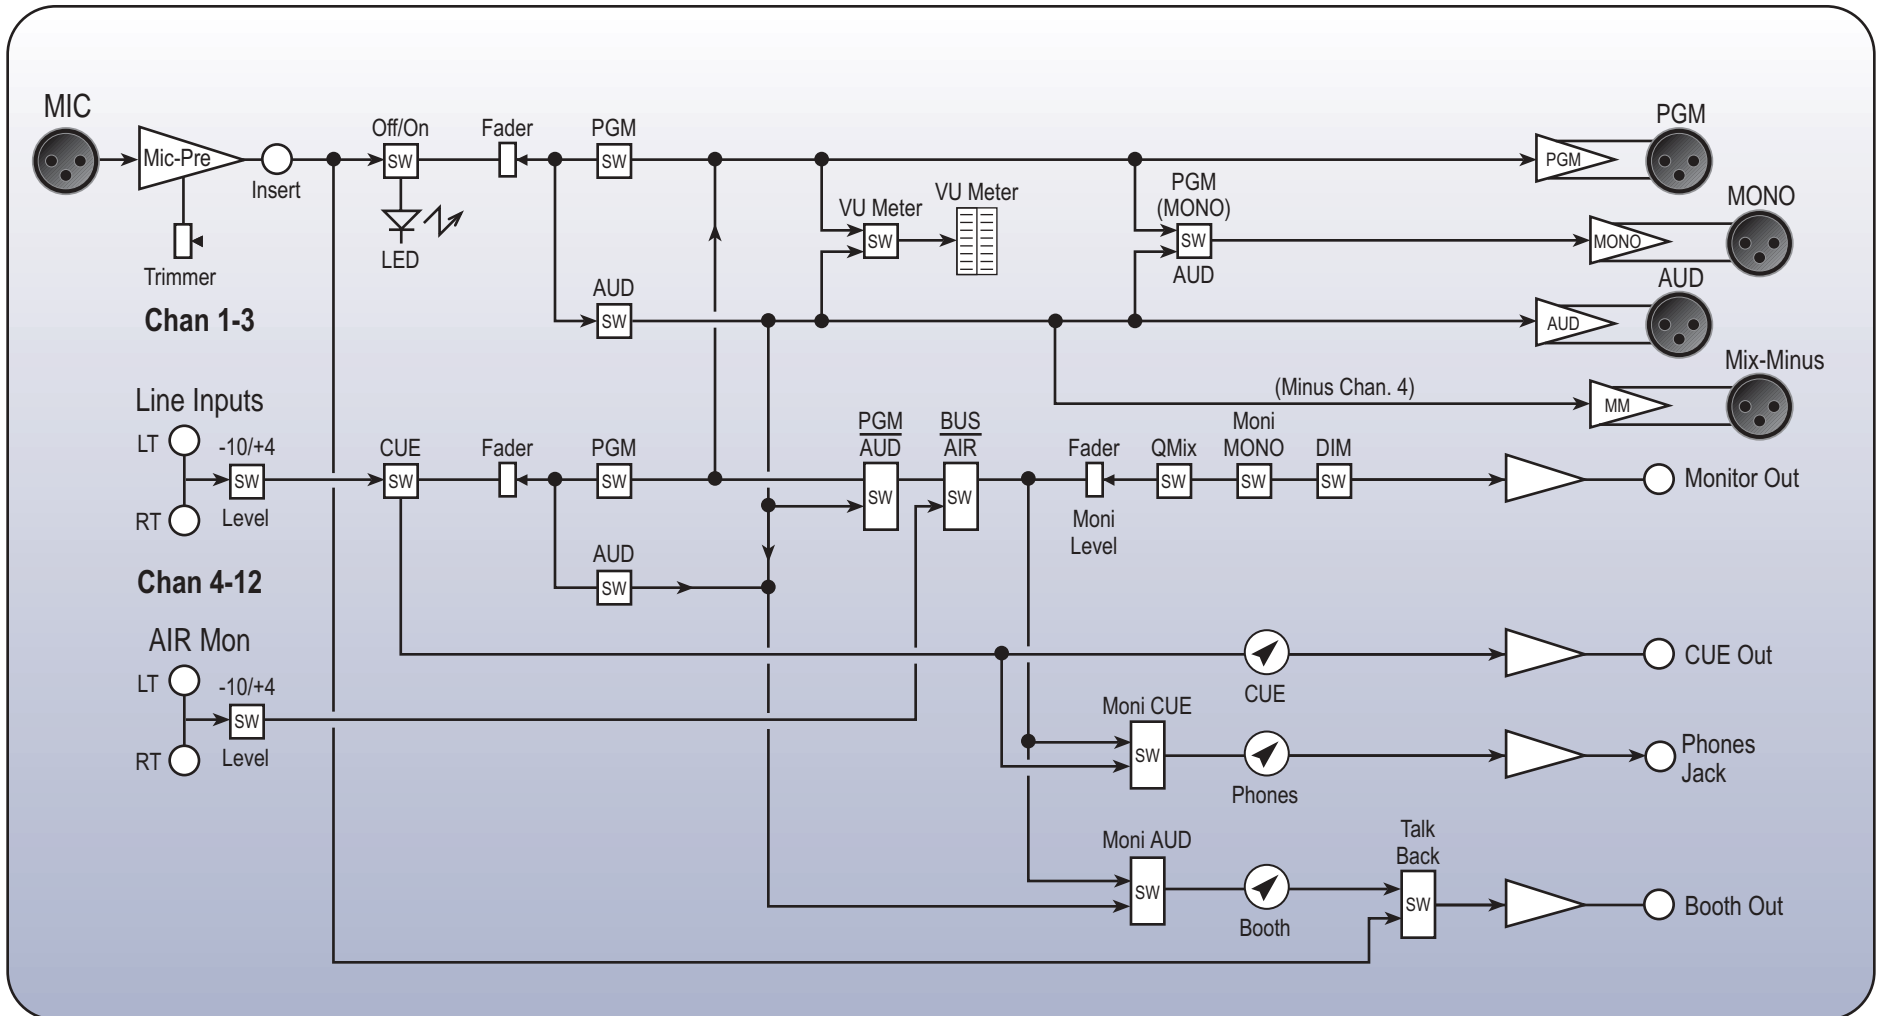 MIC
Mic-Pre
Insert
Trimmer
Chan 1-3
Off/On
SW
LED
Fader
PGM
SW
AUD
SW
VU Meter
SW
VU Meter
PGM
(MONO)
SW
AUD
PGM
PGM
MONO
MONO
AUD
AUD
Mix-Minus
MM
(Minus Chan. 4)
Line Inputs
LT
RT
-10/+4
SW
Level
Chan 4-12
CUE
SW
Fader
PGM
SW
AUD
SW
PGM
AUD
SW
BUS
AIR
SW
Fader
Moni
Level
QMix
SW
Moni
MONO
SW
DIM
SW
Monitor Out
AIR Mon
LT
RT
-10/+4
SW
Level
CUE
CUE Out
Moni CUE
SW
Phones
Phones
Jack
Moni AUD
SW
Booth
Talk
Back
SW
Booth Out